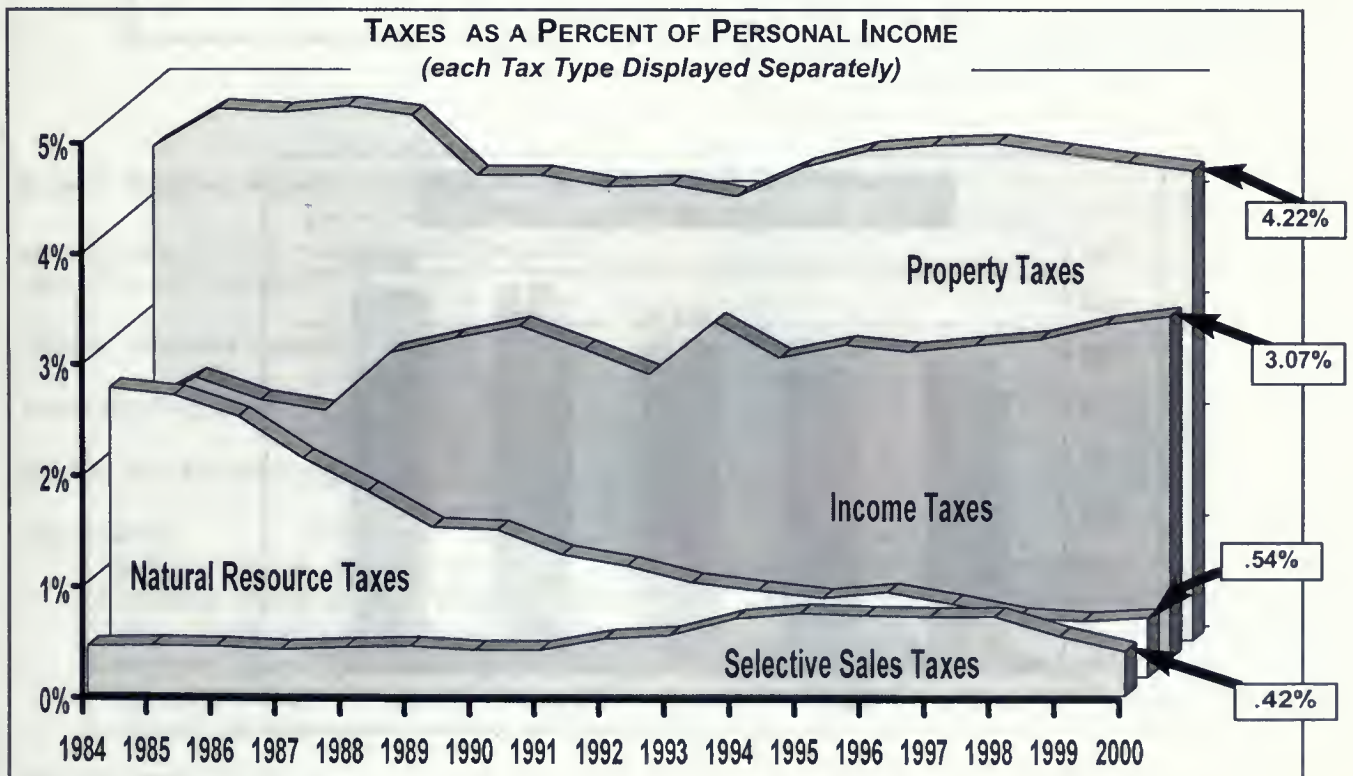 TAXES AS A PERCENT OF PERSONAL INCOME
(each Tax Type Displayed Separately)
5%
4%
3%
2%
1%
0%
4.22%
Property Taxes
3.07%
Income Taxes
.54%
Natural Resource Taxes
Selective Sales Taxes
.42%
1984 1985 1986 1987 1988 1989 1990 1991 1992 1993 1994 1995 1996 1997 1998 1999 2000